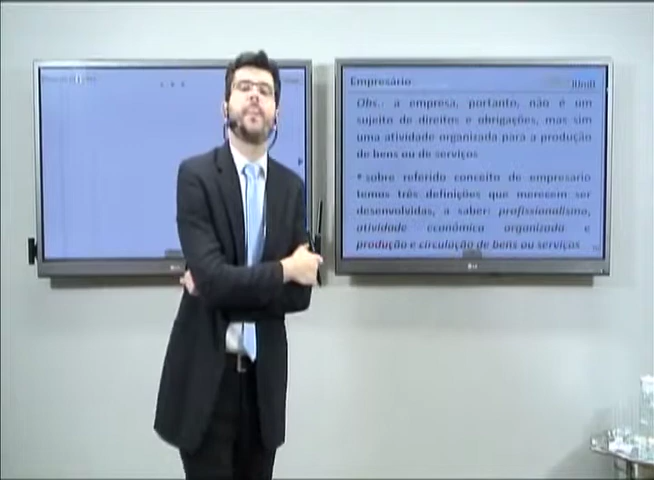 Empresário
Obs.: a empresa, portanto, não é um
sujeito de direitos e obrigações, mas sim
uma atividade organizada para a produção
de bens ou de serviços
* sobre referido conceito de empresario
temos três definições que merecem ser
desenvolvidas, a saber: profissionalismo,
atividade econômica organizada e
produção e circulação de bens ou serviços
LG